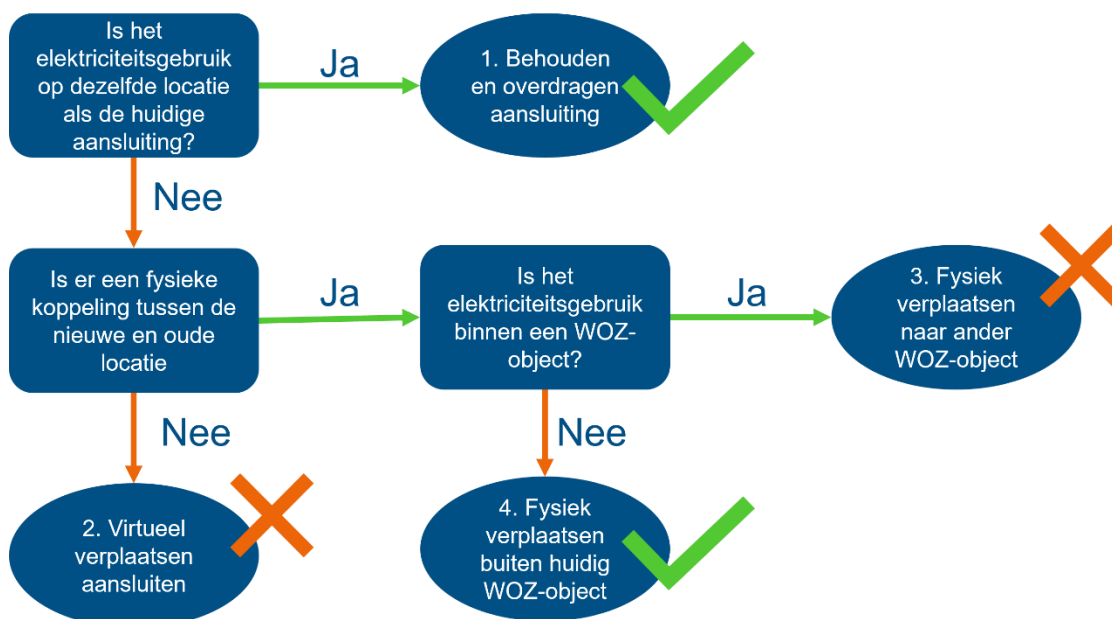 Is het
elektriciteitsgebruik
op dezelfde locatie
als de huidige
aansluiting?
Ja
1. Behouden
en overdragen
aansluiting
Nee
Is er een fysieke
koppeling tussen de
nieuwe en oude
locatie
Ja
Is het
elektriciteitsgebruik
binnen een WOZ-
object?
Ja
3. Fysiek
verplaatsen
naar ander
WOZ-object
Nee
Nee
2. Virtueel
verplaatsen
aansluiten
4. Fysiek
verplaatsen
buiten huidig
WOZ-object